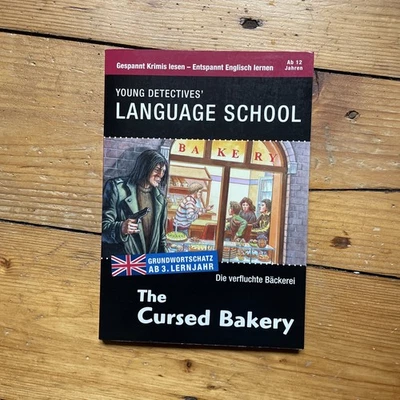 Gespannt Krimis lesen – Entspannt Englisch lernen
Ab 12
Jahren
YOUNG DETECTIVES'
LANGUAGE SCHOOL
BAKERY
GRUNDWORTSCHATZ
AB 3. LERNJAHR
Die verfluchte Bäckerei
The
Cursed Bakery